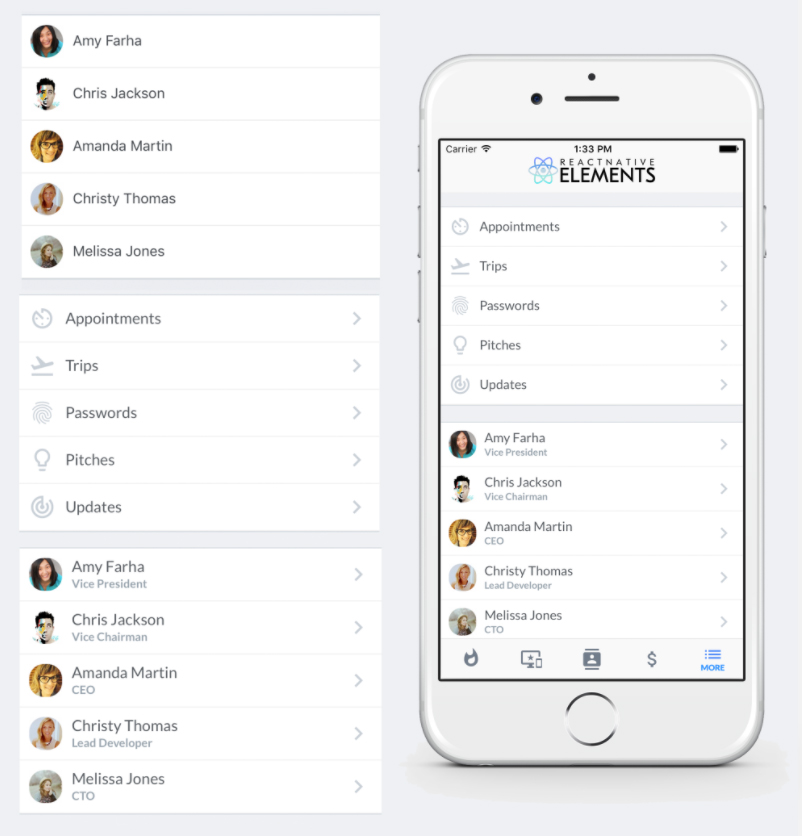 Amy Farha
Chris Jackson
Amanda Martin
Christy Thomas
Melissa Jones
Appointments
Trips
Passwords
Pitches
Updates
Amy Farha
Vice President
Chris Jackson
Vice Chairman
Amanda Martin
CEO
Christy Thomas
Lead Developer
Melissa Jones
CTO
Carrier 1:33 PM
REACTNATIVE
ELEMENTS
Appointments
Trips
Passwords
Pitches
Updates
Amy Farha
Vice President
Chris Jackson
Vice Chairman
Amanda Martin
CEO
Christy Thomas
Lead Developer
Melissa Jones
CTO
$
MORE